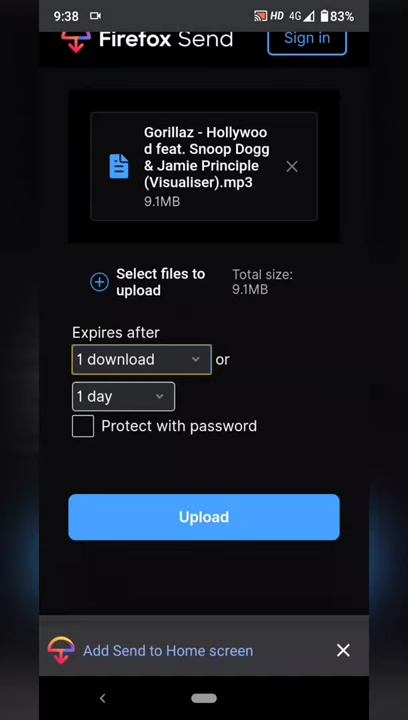 9:38 HD 4G 83%
Firefox Send Sign in
Gorillaz - Hollywoo
d feat. Snoop Dogg
& Jamie Principle
(Visualiser).mp3
9.1MB
Select files to
upload
Total size:
9.1MB
Expires after
1 download or
1 day
Protect with password
Upload
Add Send to Home screen